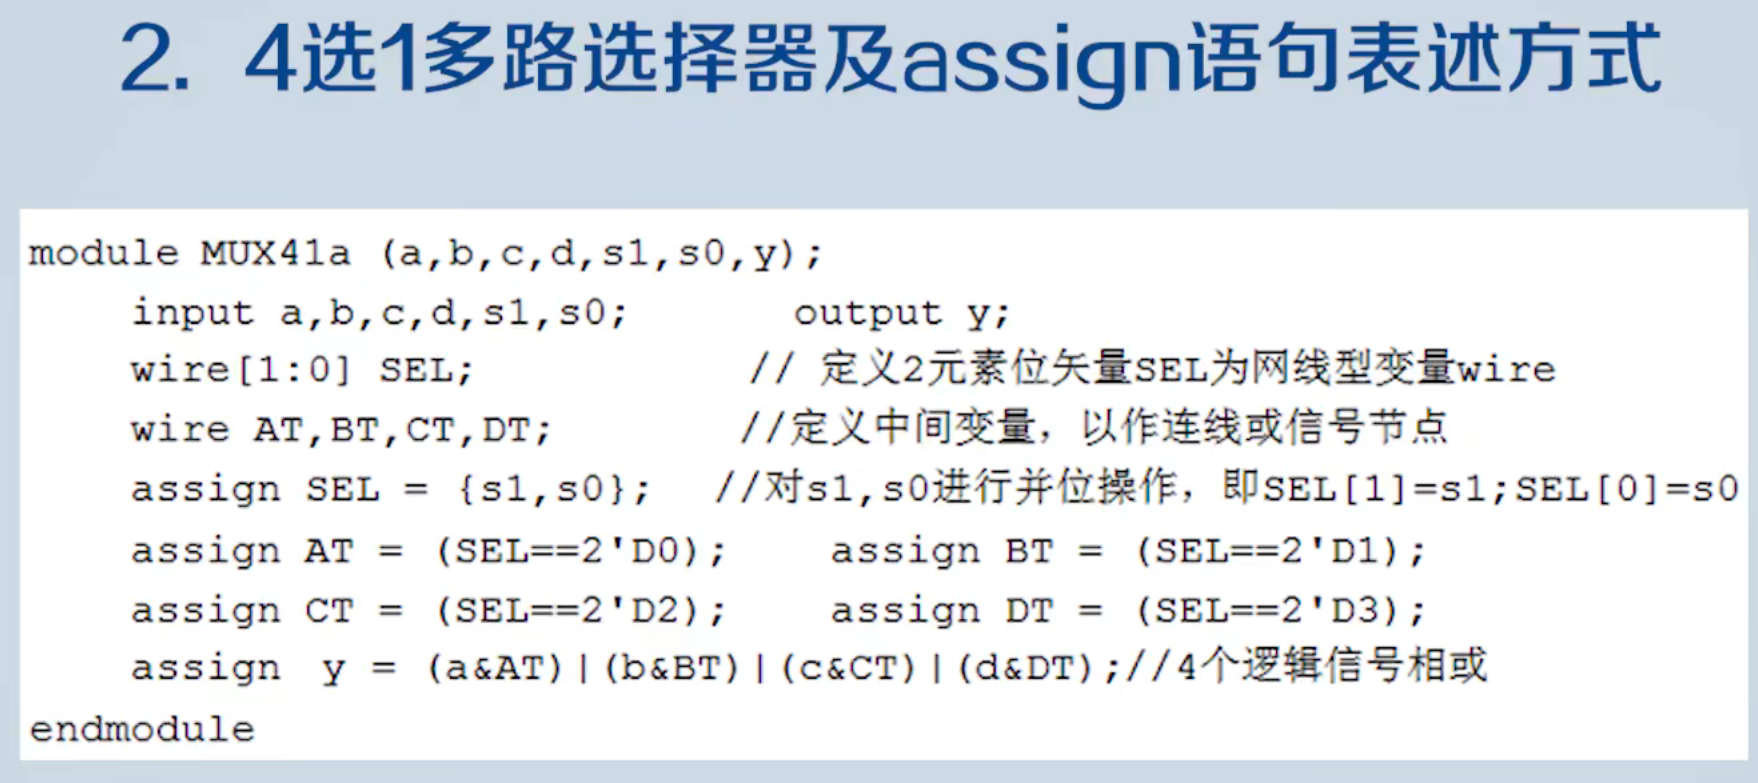 2. 4选1多路选择器及assign语句表述方式
module MUX41a (a,b,c,d,s1,s0,y);
input a,b,c,d,s1,s0; output y;
wire[1:0] SEL; // 定义2元素位矢量SEL为网线型变量wire
wire AT,BT,CT,DT; //定义中间变量，以作连线或信号节点
assign SEL = {s1,s0}; //对s1,s0进行并位操作，即SEL[1]=s1;SEL[0]=s0
assign AT = (SEL==2'D0); assign BT = (SEL==2'D1);
assign CT = (SEL==2'D2); assign DT = (SEL==2'D3);
assign y = (a&AT)|(b&BT)|(c&CT)|(d&DT);//4个逻辑信号相或
endmodule